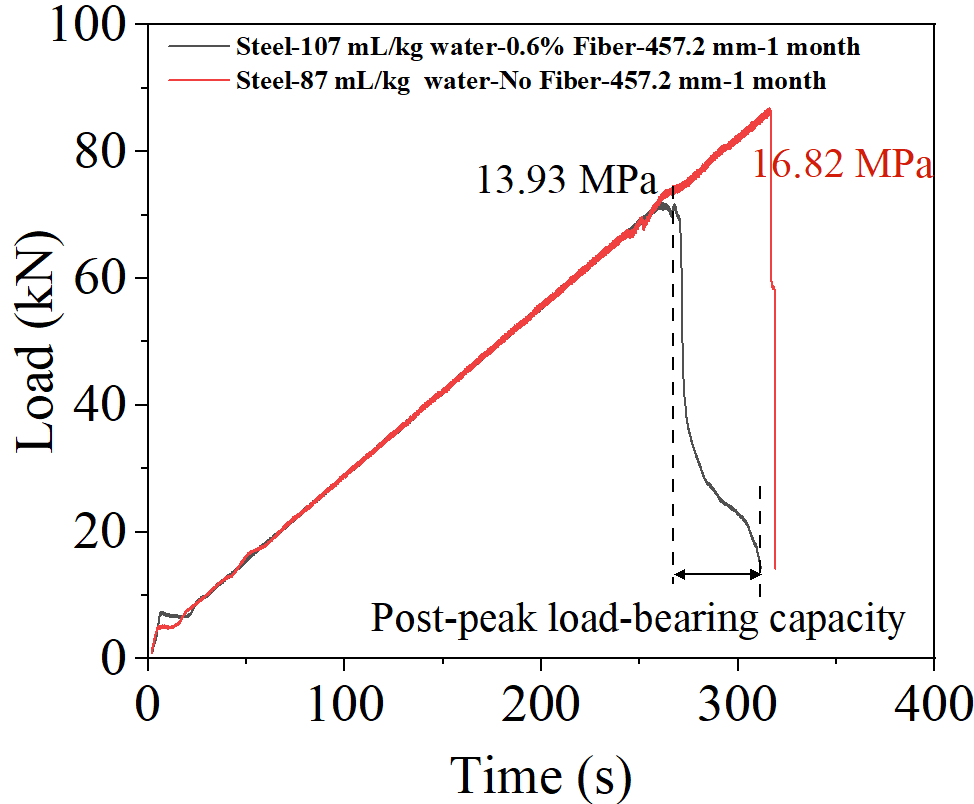 100
80
60
40
20
0
Load (kN)
Steel-107 mL/kg water-0.6% Fiber-457.2 mm-1 month
Steel-87 mL/kg  water-No Fiber-457.2 mm-1 month
13.93 MPa
16.82 MPa
Post-peak load-bearing capacity
0 100 200 300 400
Time (s)